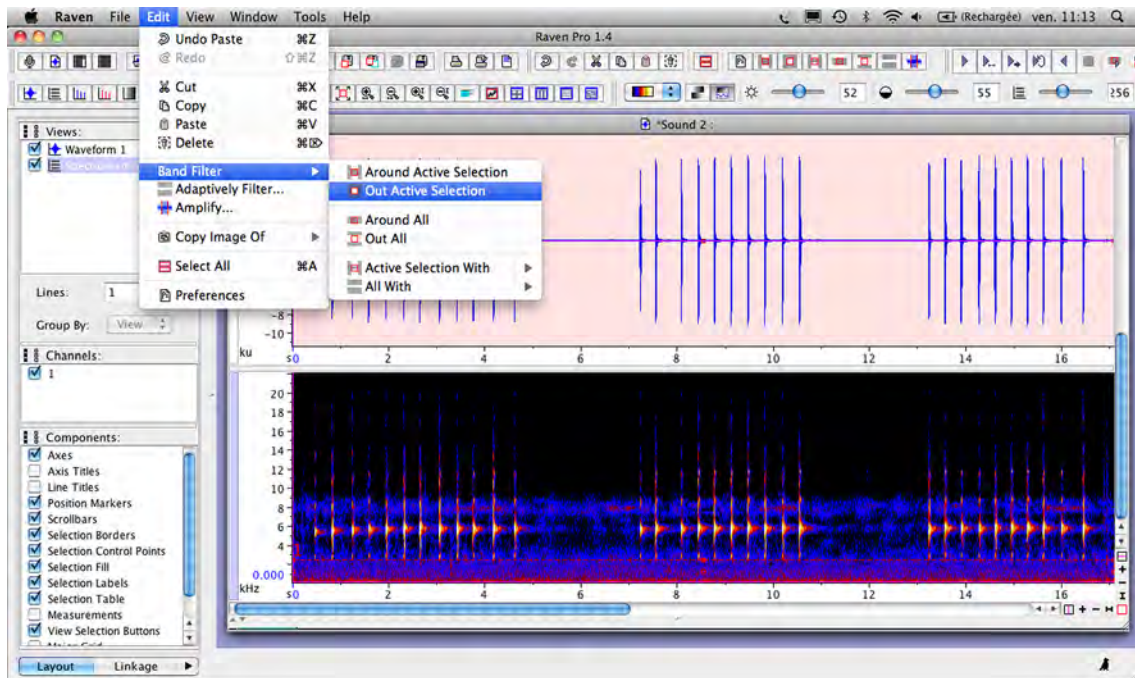 Raven File Edit View Window Tools Help (Rechargée) ven. 11:13
Raven Pro 1.4
52 55 256
Undo Paste ⌘Z
Redo ⇧⌘Z
Cut ⌘X
Copy ⌘C
Paste ⌘V
Delete ⌘⌦
Band Filter
Adaptively Filter...
Amplify...
Copy Image Of
Select All ⌘A
Preferences
Around Active Selection
Out Active Selection
Around All
Out All
Active Selection With
All With
Views:
Waveform 1
Lines: 1
Group By: View
Channels:
1
Components:
Axes
Axis Titles
Line Titles
Position Markers
Scrollbars
Selection Borders
Selection Control Points
Selection Fill
Selection Labels
Selection Table
Measurements
View Selection Buttons
Major Grid
Layout Linkage
*Sound 2 :
-8
-10
ku
s 0 2 4 6 8 10 12 14 16
20
18
16
14
12
10
8
6
4
0.000
kHz
s 0 2 4 6 8 10 12 14 16